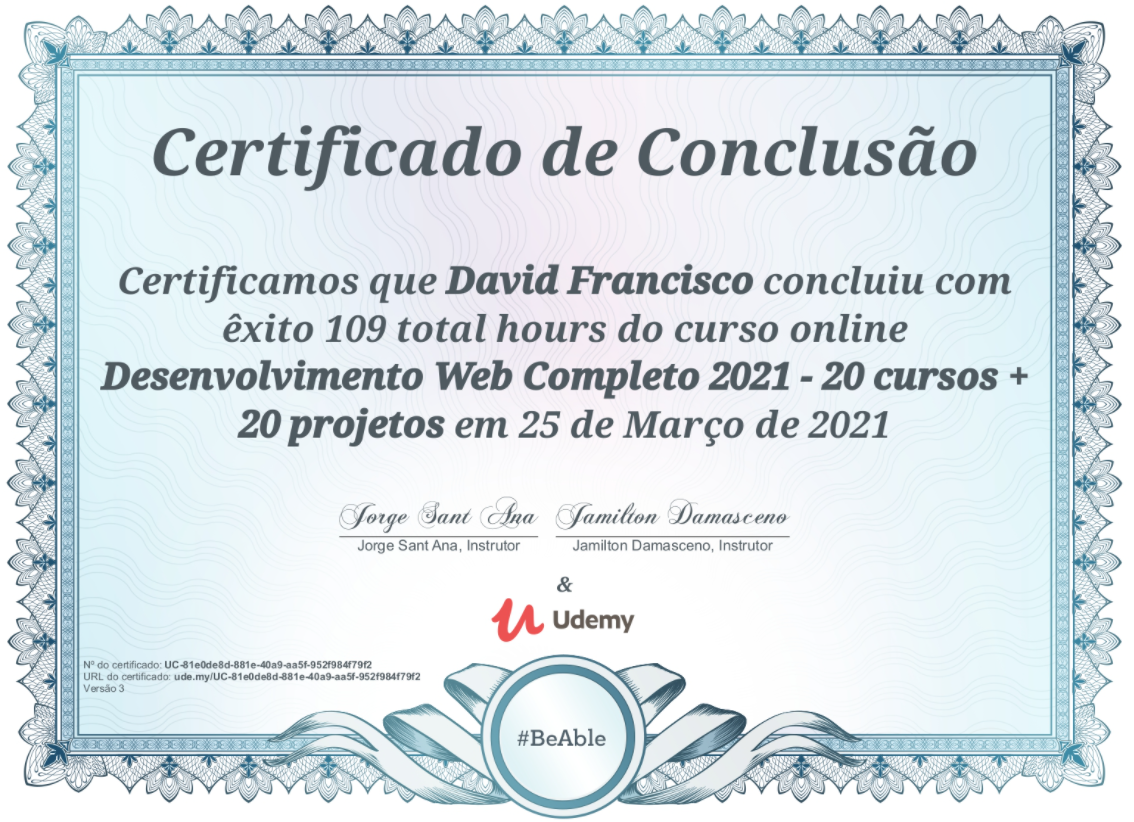 Certificado de Conclusão
Certificamos que David Francisco concluiu com
êxito 109 total hours do curso online
Desenvolvimento Web Completo 2021 - 20 cursos +
20 projetos em 25 de Março de 2021
Jorge Sant Ana Jamilton Damasceno
Jorge Sant Ana, Instrutor Jamilton Damasceno, Instrutor
&
Udemy
Nº do certificado: UC-81e0de8d-881e-40a9-aa5f-952f984f79f2
URL do certificado: ude.my/UC-81e0de8d-881e-40a9-aa5f-952f984f79f2
Versão 3
#BeAble